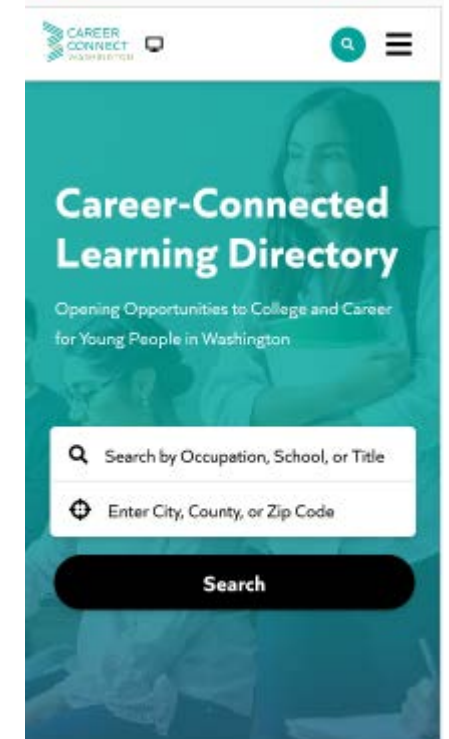 CAREER
CONNECT
WASHINGTON
Career-Connected
Learning Directory
Opening Opportunities to College and Career
for Young People in Washington
Search by Occupation, School, or Title
Enter City, County, or Zip Code
Search